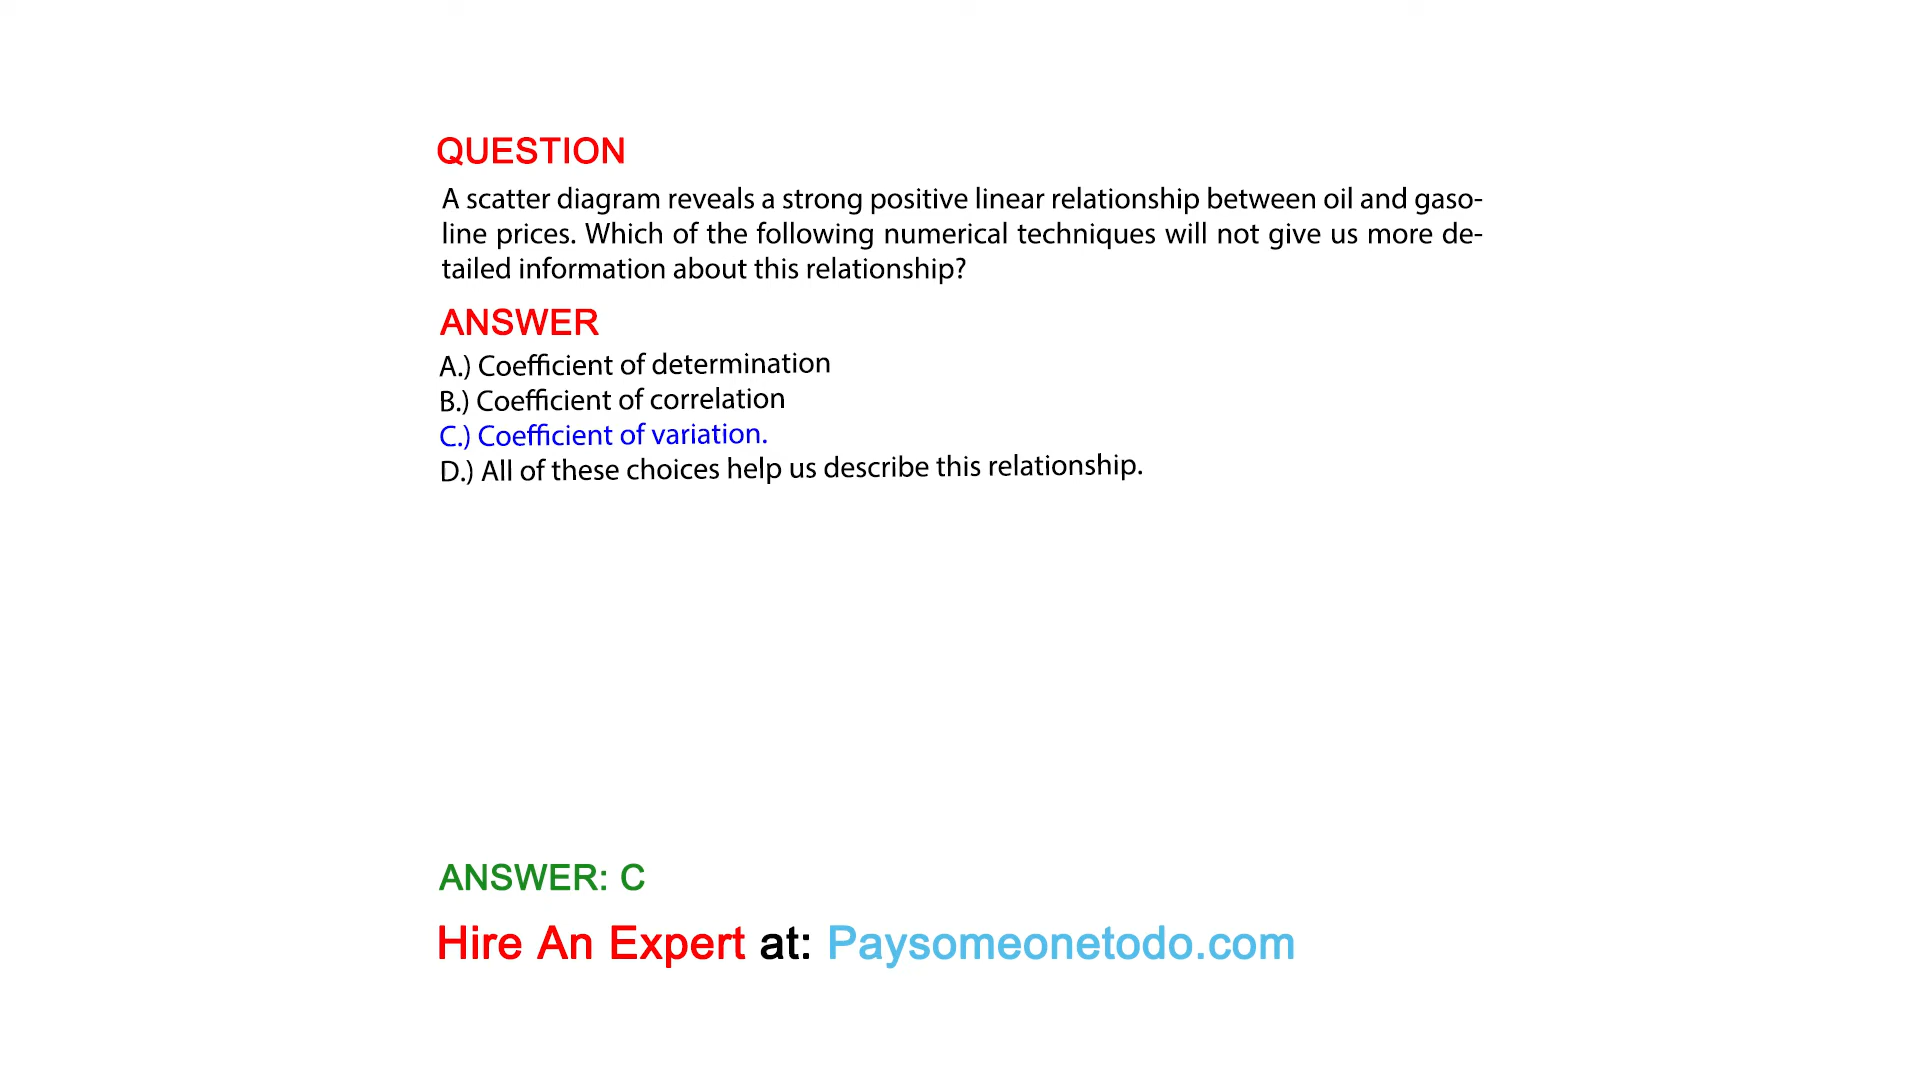 QUESTION
A scatter diagram reveals a strong positive linear relationship between oil and gaso-
line prices. Which of the following numerical techniques will not give us more de-
tailed information about this relationship?
ANSWER
A.) Coefficient of determination
B.) Coefficient of correlation
C.) Coefficient of variation.
D.) All of these choices help us describe this relationship.
ANSWER: C
Hire An Expert at: Paysomeonetodo.com